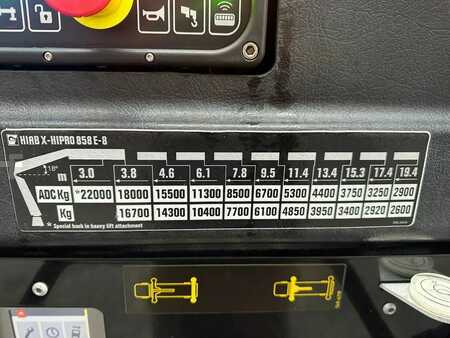 HIAB X-HIPRO 858 E-8
18°
m 3.0 3.8 4.6 6.1 7.8 9.5 11.4 13.4 15.3 17.4 19.4
ADC Kg *22000 18000 15500 11300 8500 6700 5300 4400 3750 3250 2900
Kg 16700 14300 10400 7700 6100 4850 3950 3400 2920 2600
* Special hook in heavy lift attachment